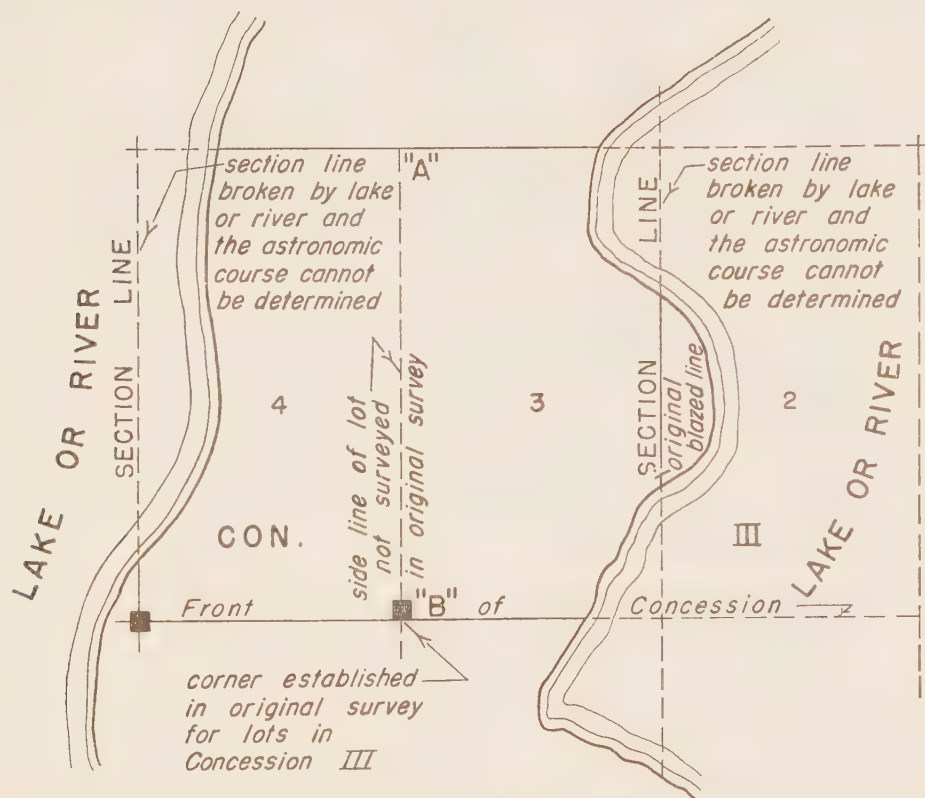 section line
broken by lake
or river and
the astronomic
course cannot
be determined
"A"
section line
broken by lake
or river and
the astronomic
course cannot
be determined
LAKE OR RIVER
SECTION LINE
4
side line of lot
not surveyed
in original survey
3
SECTION LINE
original
blazed line
2
LAKE OR RIVER
CON. III
Front "B" of Concession
corner established
in original survey
for lots in
Concession III